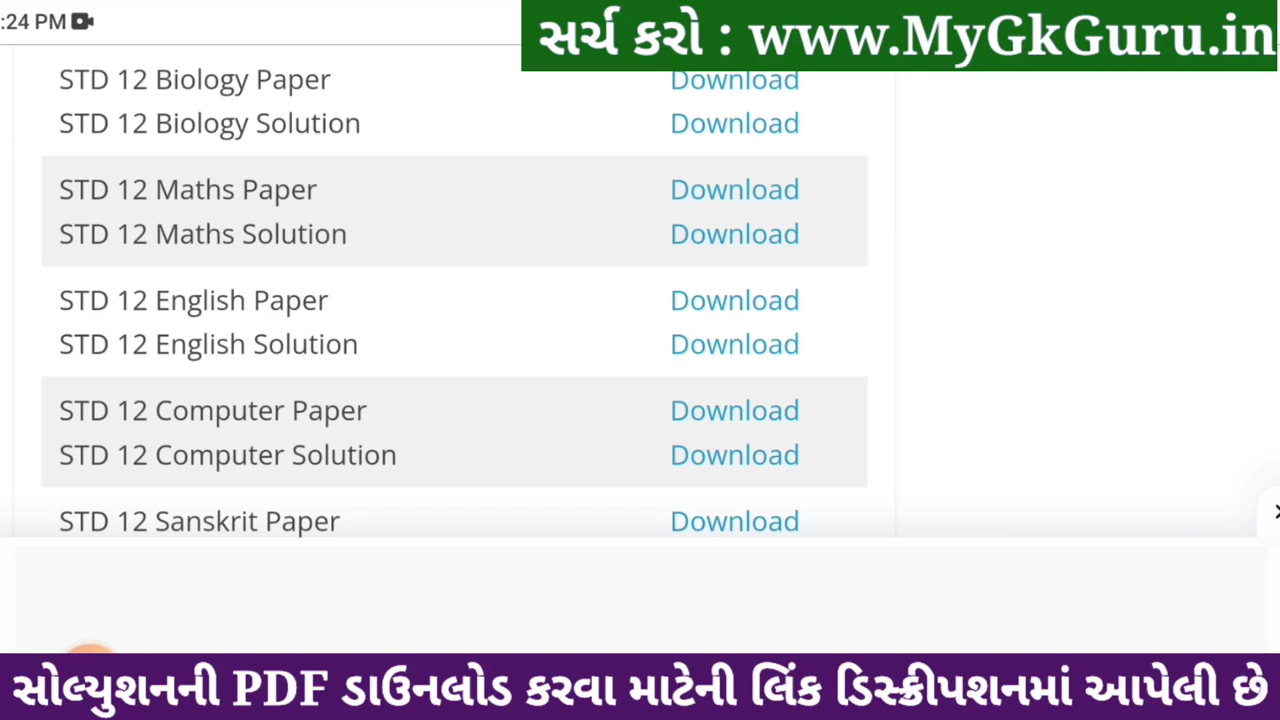 :24 PM
સર્ચ કરો : www.MyGkGuru.in
STD 12 Biology Paper Download
STD 12 Biology Solution Download
STD 12 Maths Paper Download
STD 12 Maths Solution Download
STD 12 English Paper Download
STD 12 English Solution Download
STD 12 Computer Paper Download
STD 12 Computer Solution Download
STD 12 Sanskrit Paper Download
સોલ્યુશનની PDF ડાઉનલોડ કરવા માટેની લિંક ડિસ્ક્રીપશનમાં આપેલી છે